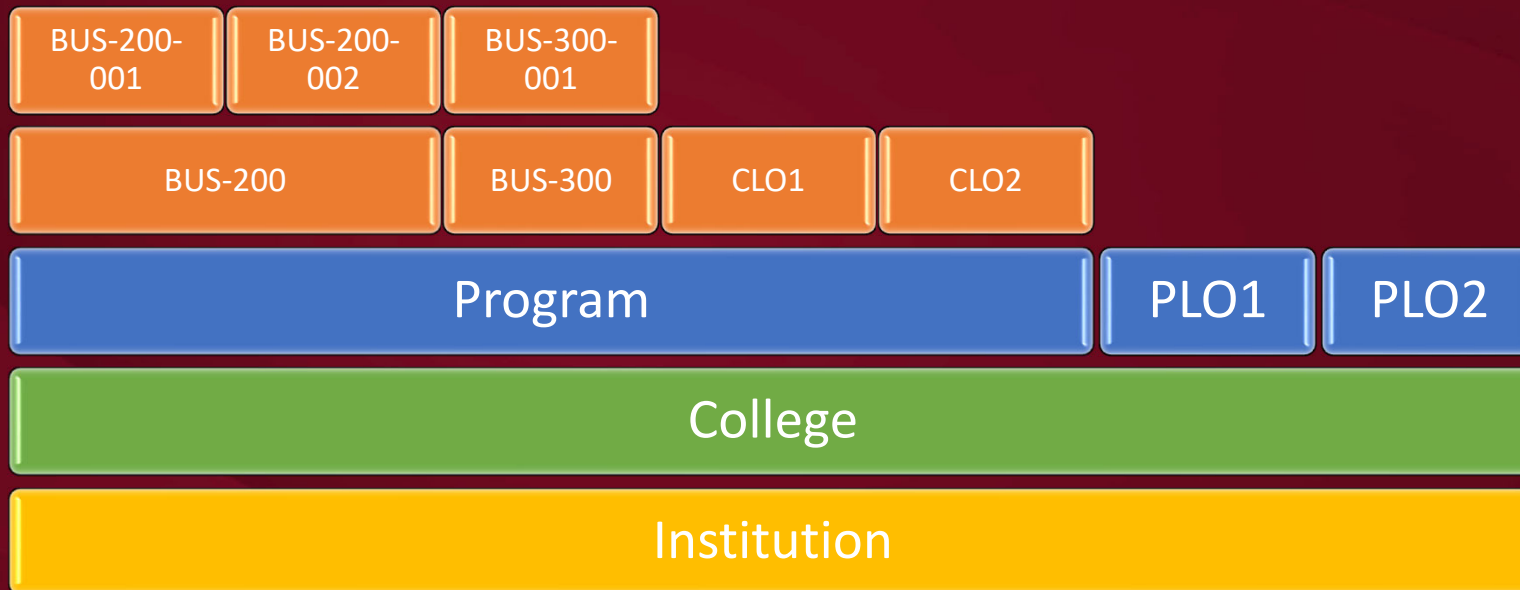 BUS-200-
001
BUS-200-
002
BUS-300-
001
BUS-200
BUS-300
CLO1
CLO2
Program
PLO1
PLO2
College
Institution